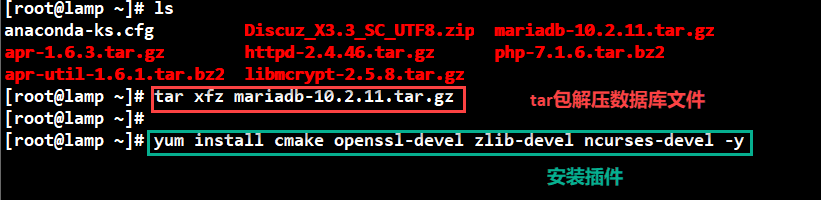 [root@lamp ~]# ls
anaconda-ks.cfg Discuz_X3.3_SC_UTF8.zip mariadb-10.2.11.tar.gz
apr-1.6.3.tar.gz httpd-2.4.46.tar.gz php-7.1.6.tar.bz2
apr-util-1.6.1.tar.bz2 libmcrypt-2.5.8.tar.gz
[root@lamp ~]# tar xfz mariadb-10.2.11.tar.gz tar包解压数据库文件
[root@lamp ~]#
[root@lamp ~]# yum install cmake openssl-devel zlib-devel ncurses-devel -y
安装插件